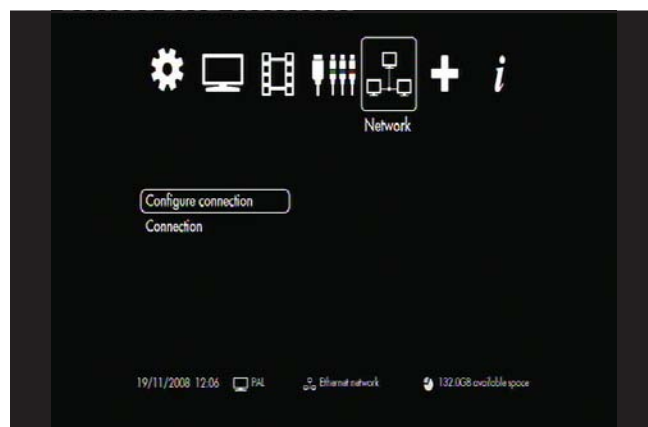 i
Network
Configure connection
Connection
19/11/2008 12:06 PAL Ethernet network 132.0GB available space